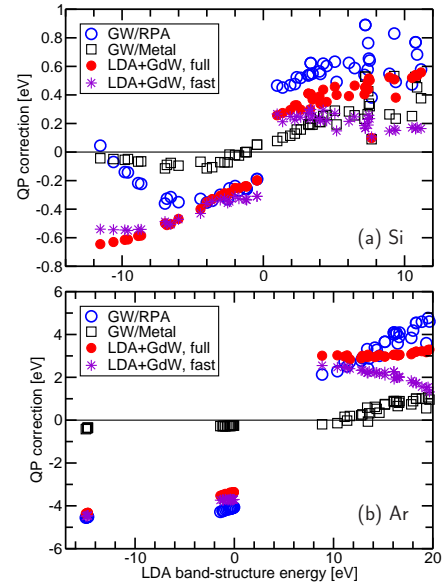 1
0.8
0.6
0.4
0.2
0
-0.2
-0.4
-0.6
0.8
QP correction [eV]
GW/RPA
GW/Metal
LDA+GdW, full
LDA+GdW, fast
(a) Si
-10
0
10
6
4
2
0
-2
-4
-6
QP correction [eV]
GW/RPA
GW/Metal
LDA+GdW, full
LDA+GdW, fast
(b) Ar
-10
0
10
20
LDA band-structure energy [eV]